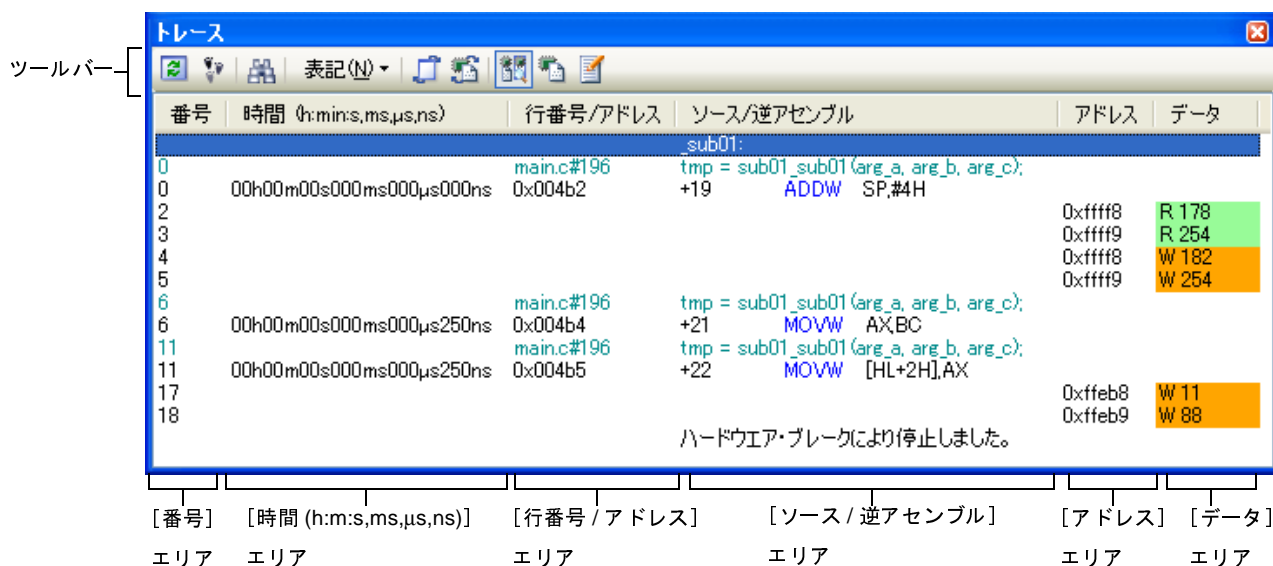 トレース
ツールバー
表記(N)
番号 時間 (h:min:s,ms,μs,ns) 行番号/アドレス ソース/逆アセンブル アドレス データ
_sub01:
0 main.c#196 tmp = sub01_sub01(arg_a, arg_b, arg_c);
0 00h00m00s000ms000μs000ns 0x004b2 +19 ADDW SP,#4H
2 0xffff8 R 178
3 0xffff9 R 254
4 0xffff8 W 182
5 0xffff9 W 254
6 main.c#196 tmp = sub01_sub01(arg_a, arg_b, arg_c);
6 00h00m00s000ms000μs250ns 0x004b4 +21 MOVW AX,BC
11 main.c#196 tmp = sub01_sub01(arg_a, arg_b, arg_c);
11 00h00m00s000ms000μs250ns 0x004b5 +22 MOVW [HL+2H],AX
17 0xffeb8 W 11
18 0xffeb9 W 88
ハードウエア・ブレークにより停止しました。
[番号] [時間 (h:m:s,ms,μs,ns)] [行番号 / アドレス] [ソース / 逆アセンブル] [アドレス] [データ]
エリア エリア エリア エリア エリア エリア